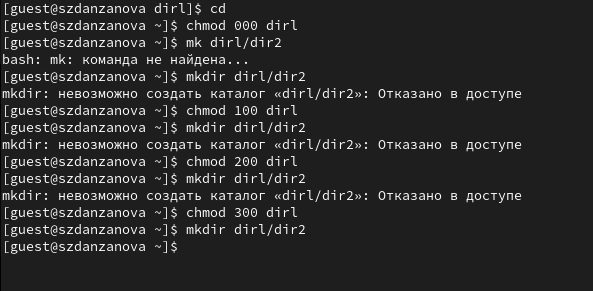 [guest@szdanzanova dirl]$ cd
[guest@szdanzanova ~]$ chmod 000 dirl
[guest@szdanzanova ~]$ mk dirl/dir2
bash: mk: команда не найдена...
[guest@szdanzanova ~]$ mkdir dirl/dir2
mkdir: невозможно создать каталог «dirl/dir2»: Отказано в доступе
[guest@szdanzanova ~]$ chmod 100 dirl
[guest@szdanzanova ~]$ mkdir dirl/dir2
mkdir: невозможно создать каталог «dirl/dir2»: Отказано в доступе
[guest@szdanzanova ~]$ chmod 200 dirl
[guest@szdanzanova ~]$ mkdir dirl/dir2
mkdir: невозможно создать каталог «dirl/dir2»: Отказано в доступе
[guest@szdanzanova ~]$ chmod 300 dirl
[guest@szdanzanova ~]$ mkdir dirl/dir2
[guest@szdanzanova ~]$